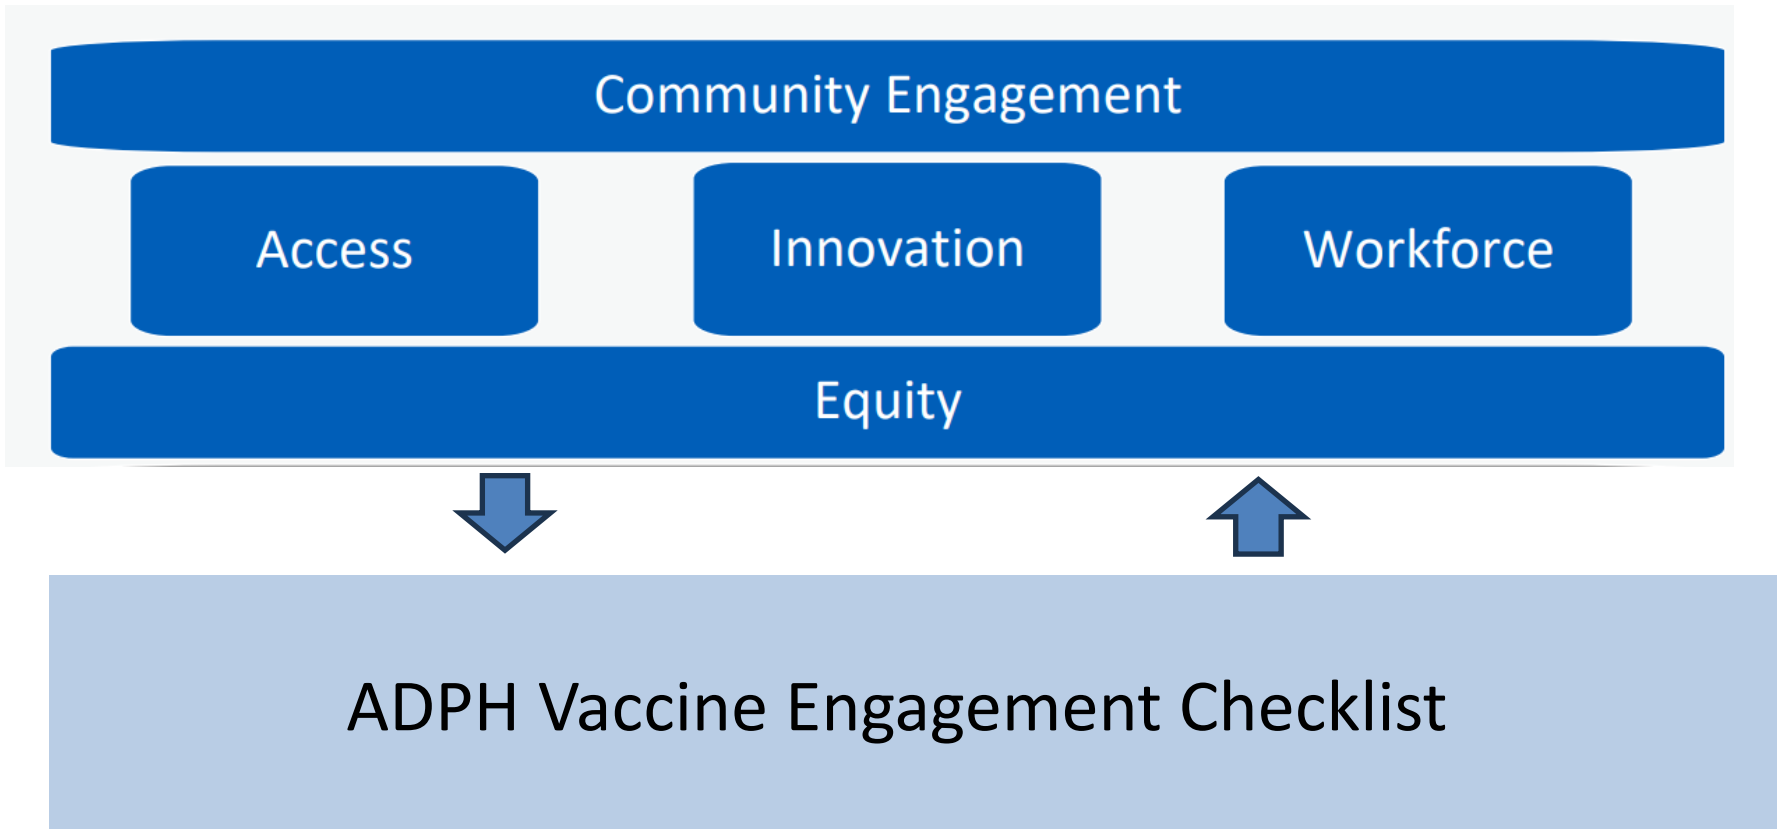 Community Engagement
Access
Innovation
Workforce
Equity
ADPH Vaccine Engagement Checklist